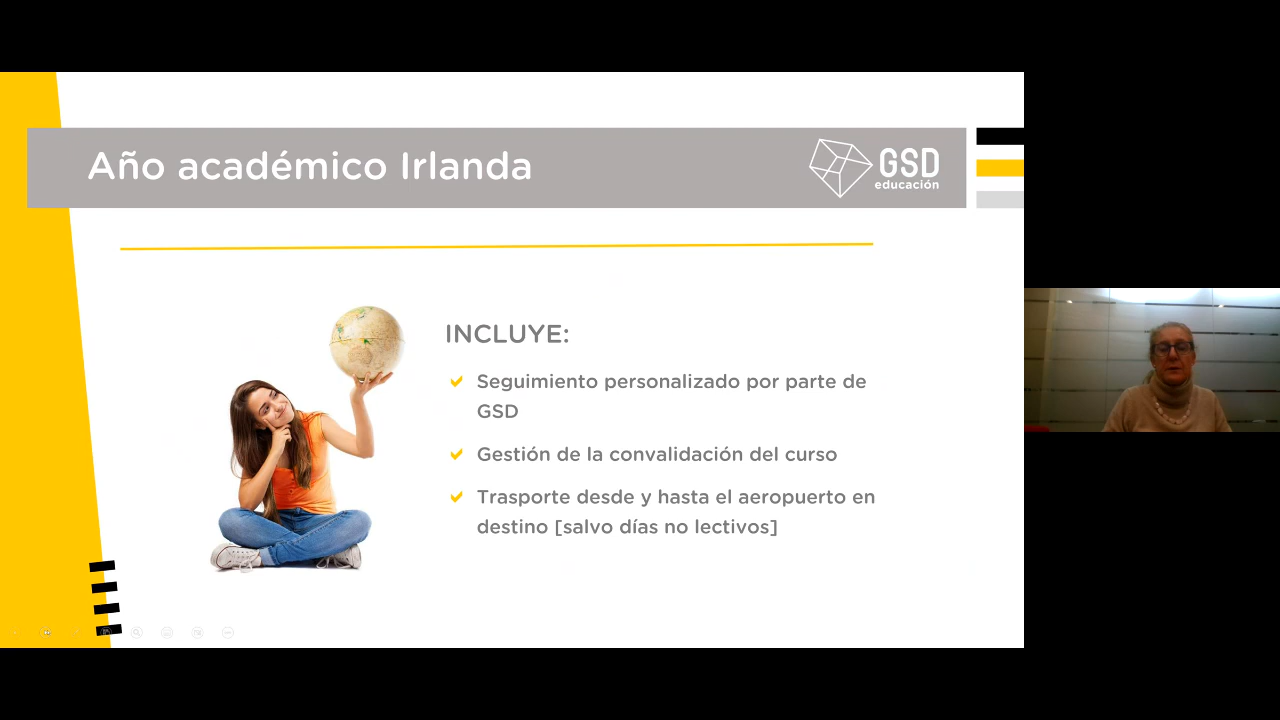 Año académico Irlanda
GSD
educación
INCLUYE:
Seguimiento personalizado por parte de
GSD
Gestión de la convalidación del curso
Trasporte desde y hasta el aeropuerto en
destino [salvo días no lectivos]